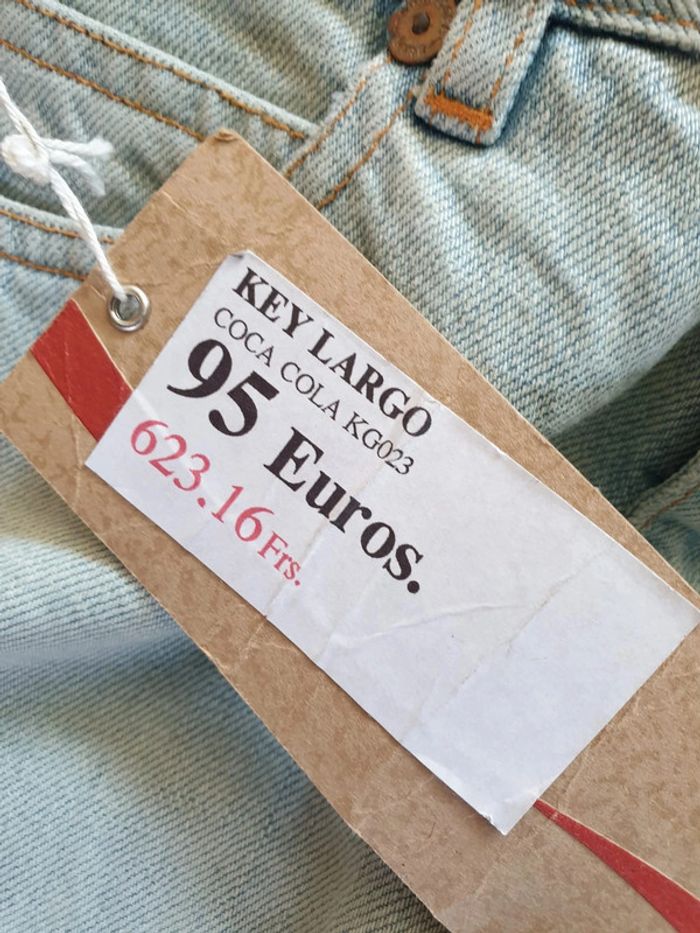 KEY LARGO
COCA COLA KG023
95 Euros.
623.16 Frs.